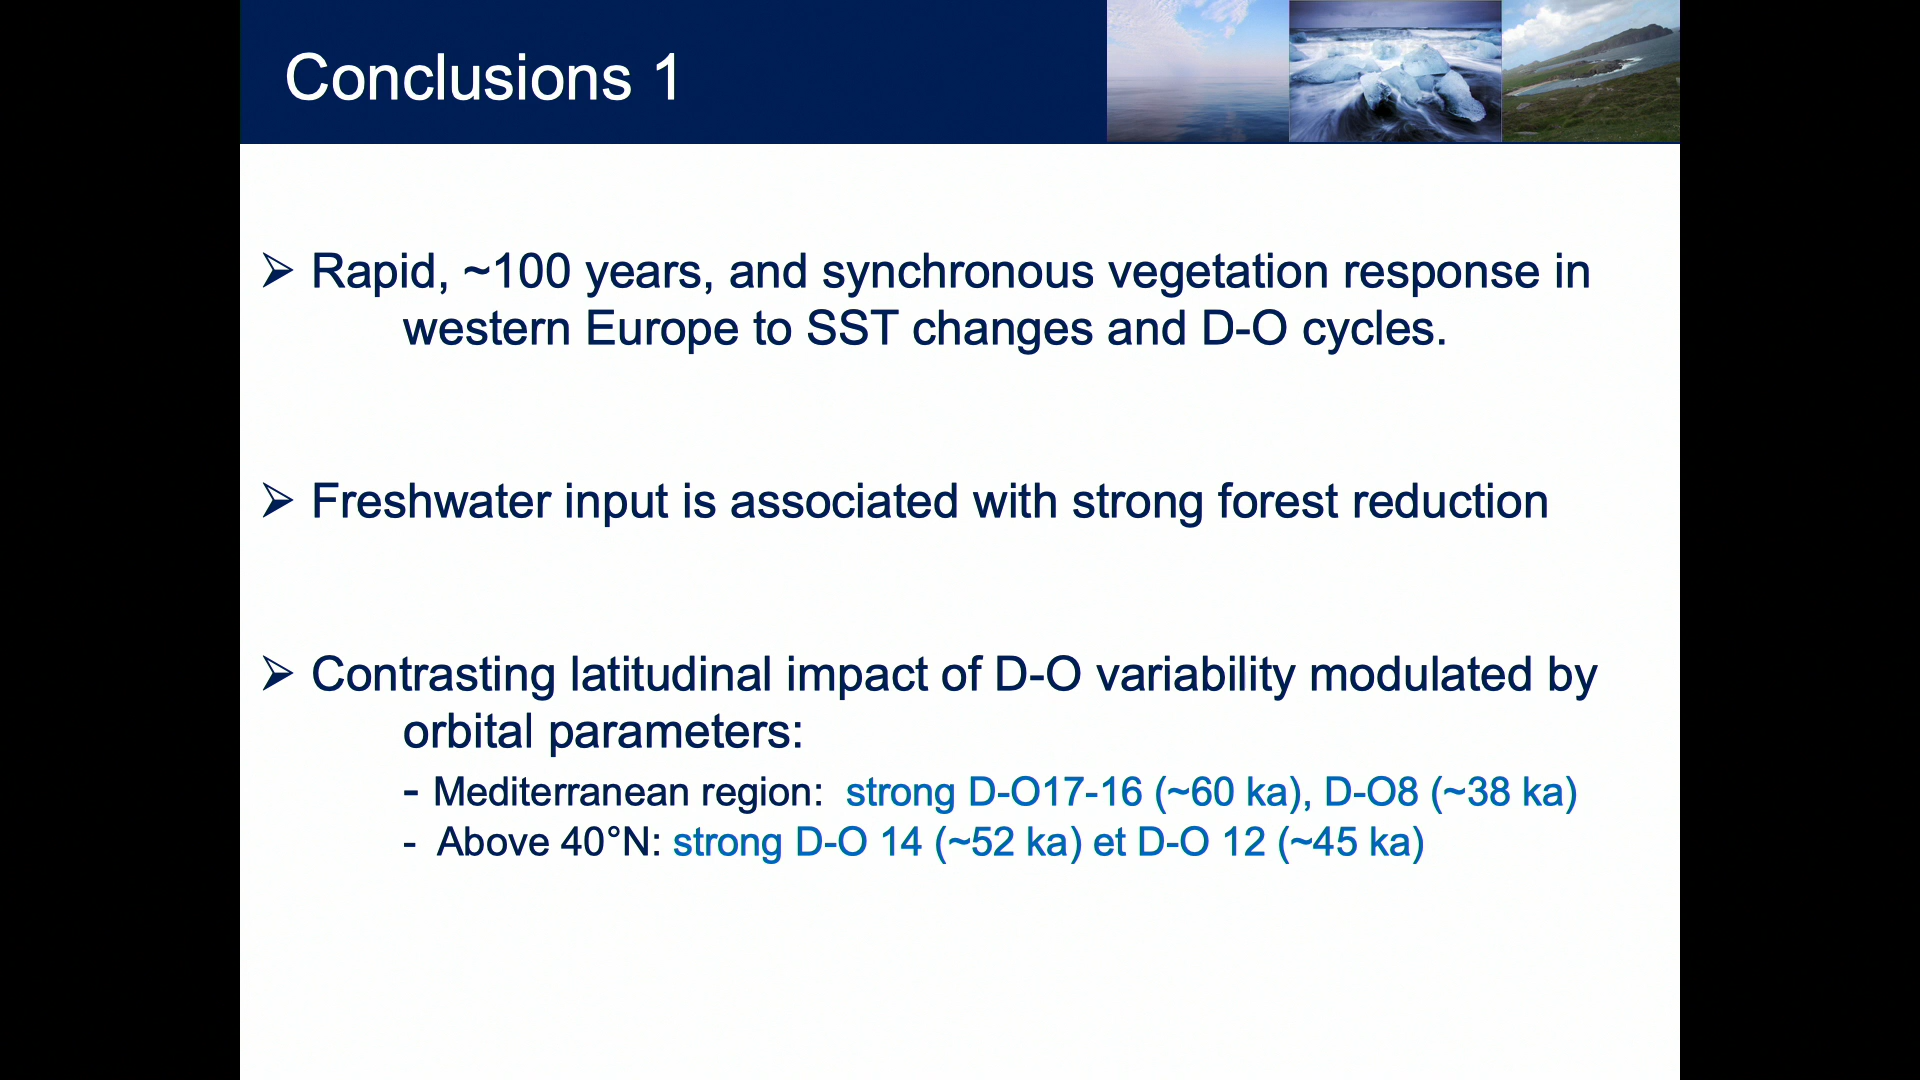 Conclusions 1
➢ Rapid, ~100 years, and synchronous vegetation response in
western Europe to SST changes and D-O cycles.
➢ Freshwater input is associated with strong forest reduction
➢ Contrasting latitudinal impact of D-O variability modulated by
orbital parameters:
- Mediterranean region: strong D-O17-16 (~60 ka), D-O8 (~38 ka)
- Above 40°N: strong D-O 14 (~52 ka) et D-O 12 (~45 ka)